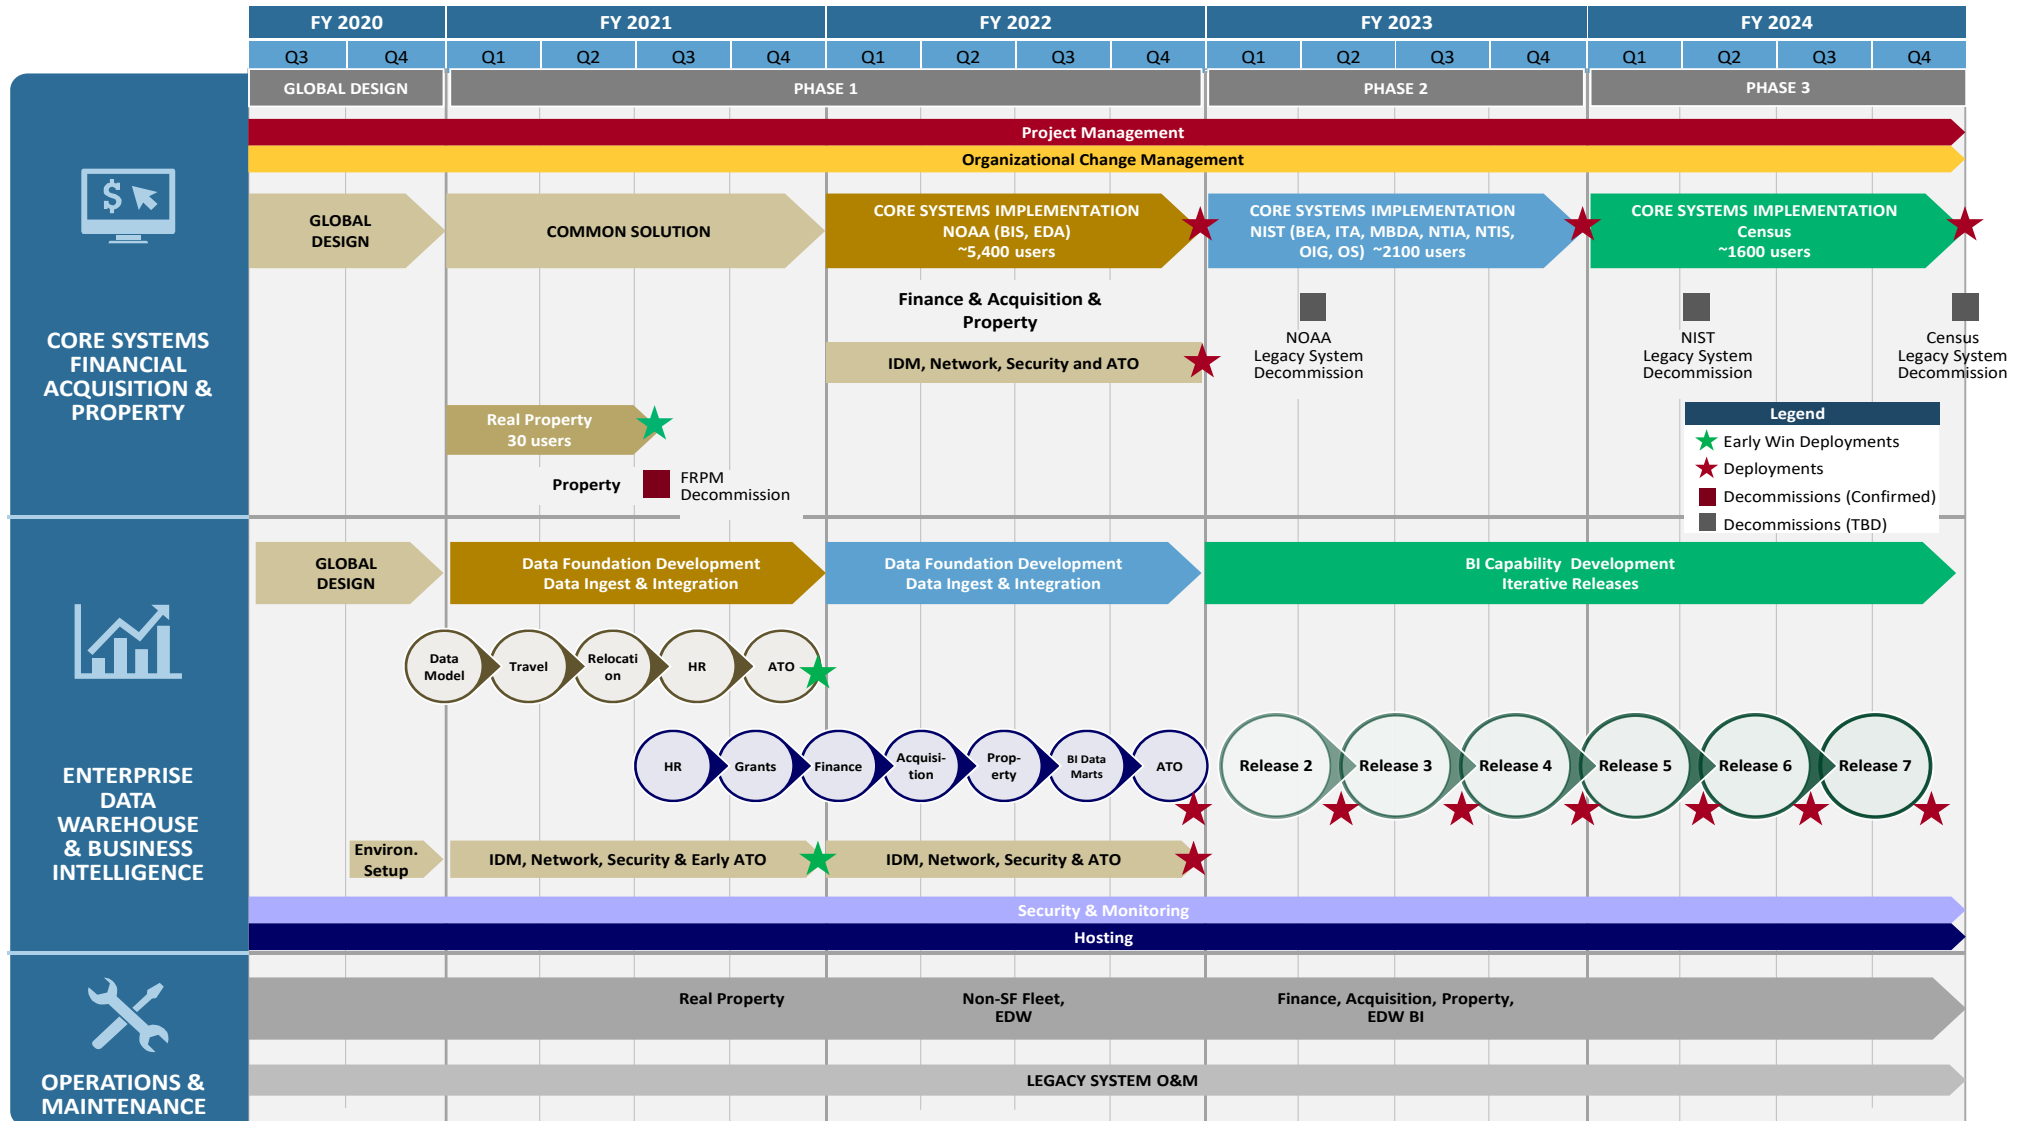 FY 2020
FY 2021
FY 2022
FY 2023
FY 2024
Q3
Q4
Q1
Q2
Q3
Q4
Q1
Q2
Q3
Q4
Q1
Q2
Q3
Q4
Q1
Q2
Q3
Q4
GLOBAL DESIGN
PHASE 1
PHASE 2
PHASE 3
Project Management
Organizational Change Management
CORE SYSTEMS
FINANCIAL
ACQUISITION &
PROPERTY
GLOBAL
DESIGN
COMMON SOLUTION
CORE SYSTEMS IMPLEMENTATION
NOAA (BIS, EDA)
~5,400 users
CORE SYSTEMS IMPLEMENTATION
NIST (BEA, ITA, MBDA, NTIA, NTIS,
OIG, OS) ~2100 users
CORE SYSTEMS IMPLEMENTATION
Census
~1600 users
Finance & Acquisition &
Property
NOAA
Legacy System
Decommission
NIST
Legacy System
Decommission
Census
Legacy System
Decommission
IDM, Network, Security and ATO
Real Property
30 users
Property
FRPM
Decommission
Legend
Early Win Deployments
Deployments
Decommissions (Confirmed)
Decommissions (TBD)
ENTERPRISE
DATA
WAREHOUSE
& BUSINESS
INTELLIGENCE
GLOBAL
DESIGN
Data Foundation Development
Data Ingest & Integration
Data Foundation Development
Data Ingest & Integration
BI Capability Development
Iterative Releases
Data
Model
Travel
Relocati
on
HR
ATO
HR
Grants
Finance
Acquisi-
tion
Prop-
erty
BI Data
Marts
ATO
Release 2
Release 3
Release 4
Release 5
Release 6
Release 7
Environ.
Setup
IDM, Network, Security & Early ATO
IDM, Network, Security & ATO
Security & Monitoring
Hosting
OPERATIONS &
MAINTENANCE
Real Property
Non-SF Fleet,
EDW
Finance, Acquisition, Property,
EDW BI
LEGACY SYSTEM O&M